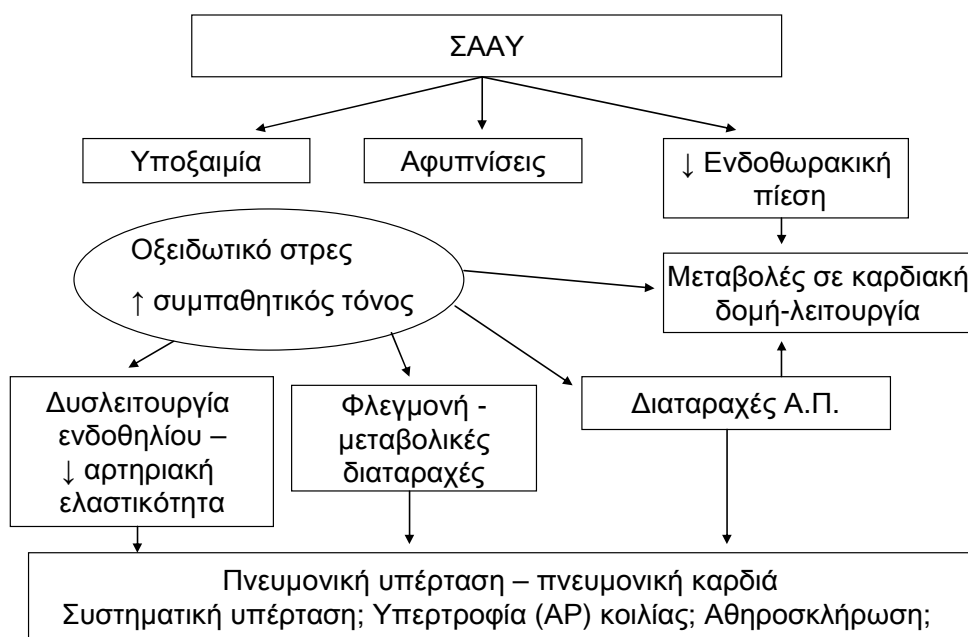 ΣΑΑΥ
Υποξαιμία
Αφυπνίσεις
↓ Ενδοθωρακική
πίεση
Οξειδωτικό στρες
↑ συμπαθητικός τόνος
Μεταβολές σε καρδιακή
δομή-λειτουργία
Δυσλειτουργία
ενδοθηλίου –
↓ αρτηριακή
ελαστικότητα
Φλεγμονή -
μεταβολικές
διαταραχές
Διαταραχές Α.Π.
Πνευμονική υπέρταση – πνευμονική καρδιά
Συστηματική υπέρταση; Υπερτροφία (ΑΡ) κοιλίας; Αθηροσκλήρωση;